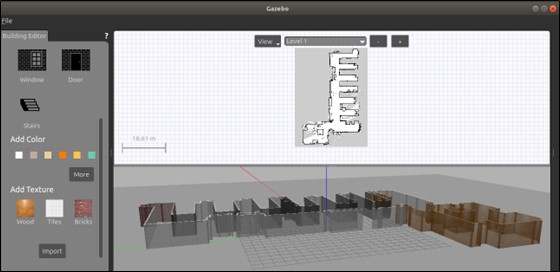 Gazebo
File
Building Editor
?
View
Level 1
-
+
Window
Door
Stairs
Add Color
18.61 m
More
Add Texture
Wood
Tiles
Bricks
Import